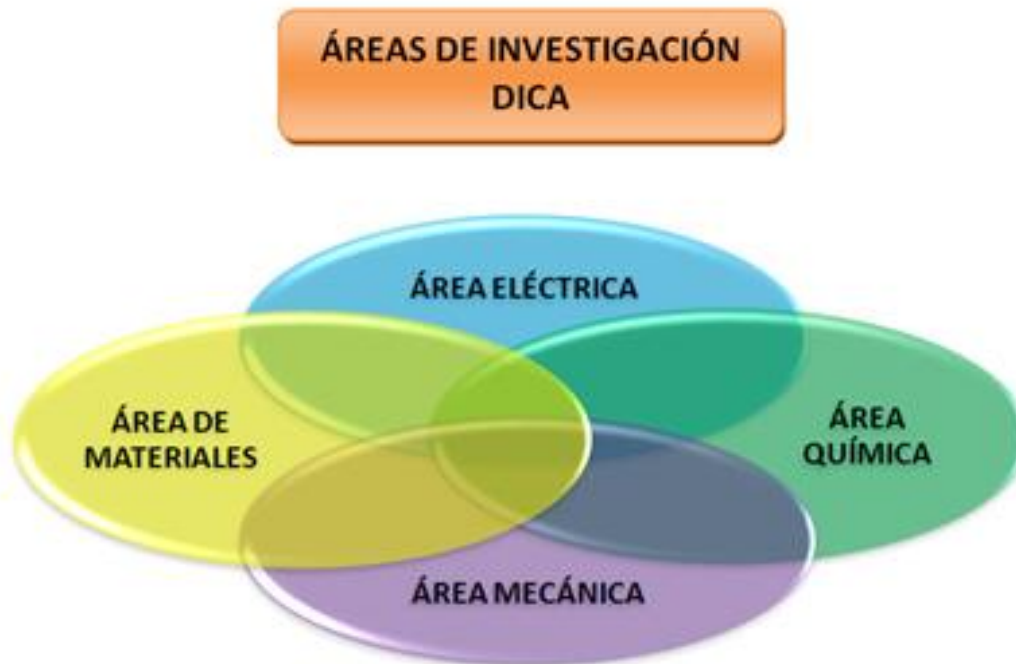 ÁREAS DE INVESTIGACIÓN
DICA
ÁREA ELÉCTRICA
ÁREA DE
MATERIALES
ÁREA
QUÍMICA
ÁREA MECÁNICA